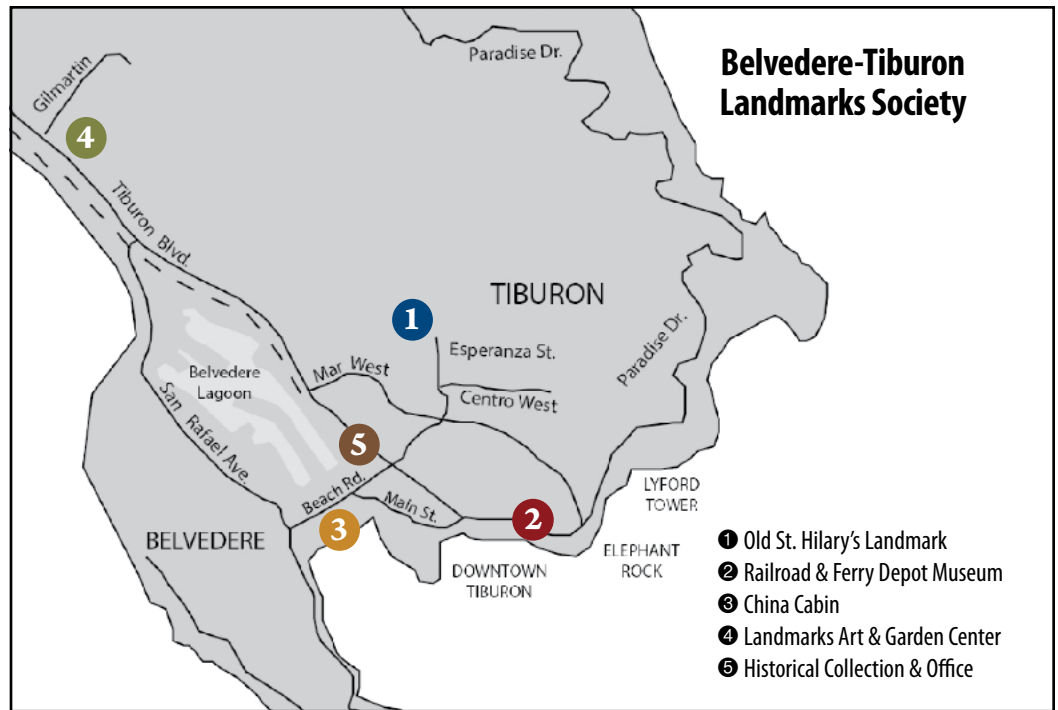 Belvedere-Tiburon
Landmarks Society
Paradise Dr.
Gilmartin
4
Tiburon Blvd.
TIBURON
1
Esperanza St.
Paradise Dr.
Mar West
Belvedere
Lagoon
Centro West
San Rafael Ave.
5
Beach Rd.
Main St.
LYFORD
TOWER
3
2
BELVEDERE
ELEPHANT
ROCK
DOWNTOWN
TIBURON
❶ Old St. Hilary's Landmark
❷ Railroad & Ferry Depot Museum
❸ China Cabin
❹ Landmarks Art & Garden Center
❺ Historical Collection & Office